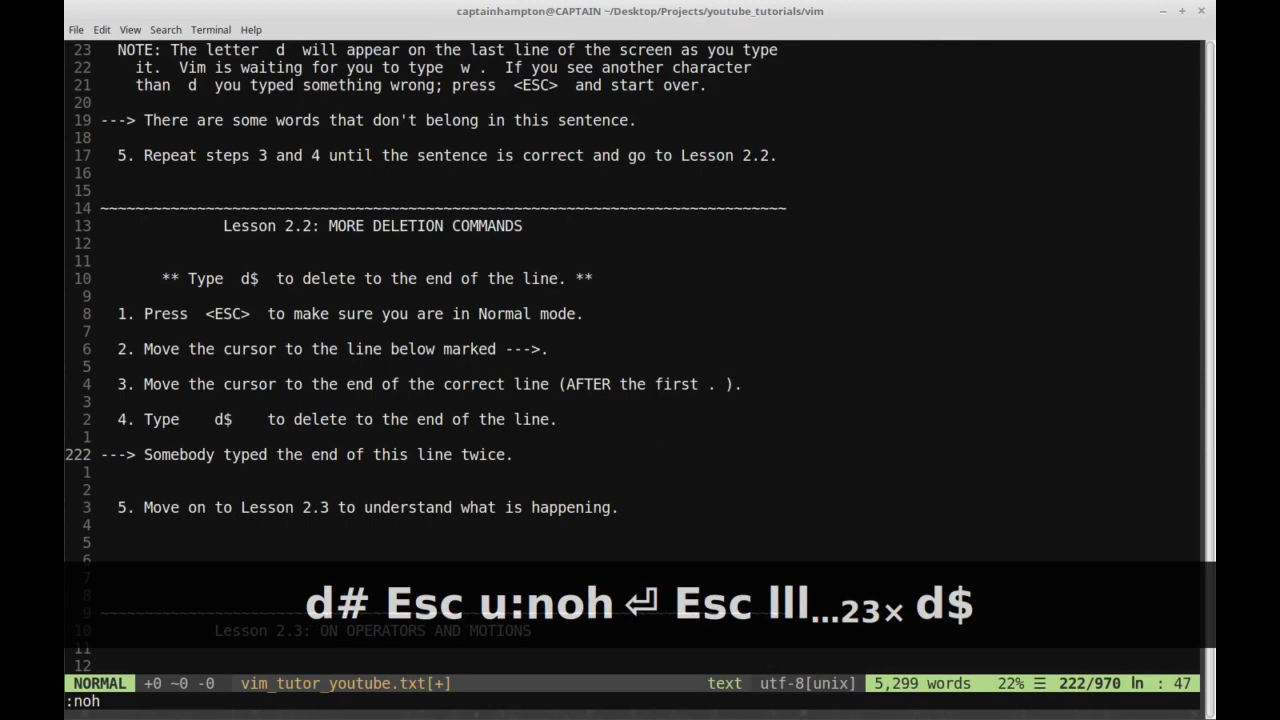 captainhampton@CAPTAIN ~/Desktop/Projects/youtube_tutorials/vim
File Edit View Search Terminal Help
23 NOTE: The letter d will appear on the last line of the screen as you type
22 it. Vim is waiting for you to type w . If you see another character
21 than d you typed something wrong; press <ESC> and start over.
20
19 ---> There are some words that don't belong in this sentence.
18
17 5. Repeat steps 3 and 4 until the sentence is correct and go to Lesson 2.2.
16
15
14 ~~~~~~~~~~~~~~~~~~~~~~~~~~~~~~~~~~~~~~~~~~~~~~~~~~~~~~~~~~~~~~~~~~~~~~~~~~~~~~
13 Lesson 2.2: MORE DELETION COMMANDS
12
11
10 ** Type d$ to delete to the end of the line. **
9
8 1. Press <ESC> to make sure you are in Normal mode.
7
6 2. Move the cursor to the line below marked --->.
5
4 3. Move the cursor to the end of the correct line (AFTER the first . ).
3
2 4. Type d$ to delete to the end of the line.
1
222 ---> Somebody typed the end of this line twice.
1
2
3 5. Move on to Lesson 2.3 to understand what is happening.
4
5
6
7
8
d# Esc u:noh ⏎ Esc lll...23× d$
9 ~~~~~~~~~~~~~~~~~~~~~~~~~~~~~~~~~~~~~~~~~~~~~~~~~~~~~~~~~~~~~~~~~~~~~~~~~~~~~~
10 Lesson 2.3: ON OPERATORS AND MOTIONS
11
12
NORMAL +0 ~0 -0 vim_tutor_youtube.txt[+] text utf-8[unix] 5,299 words 22% ☰ 222/970 ln : 47
:noh